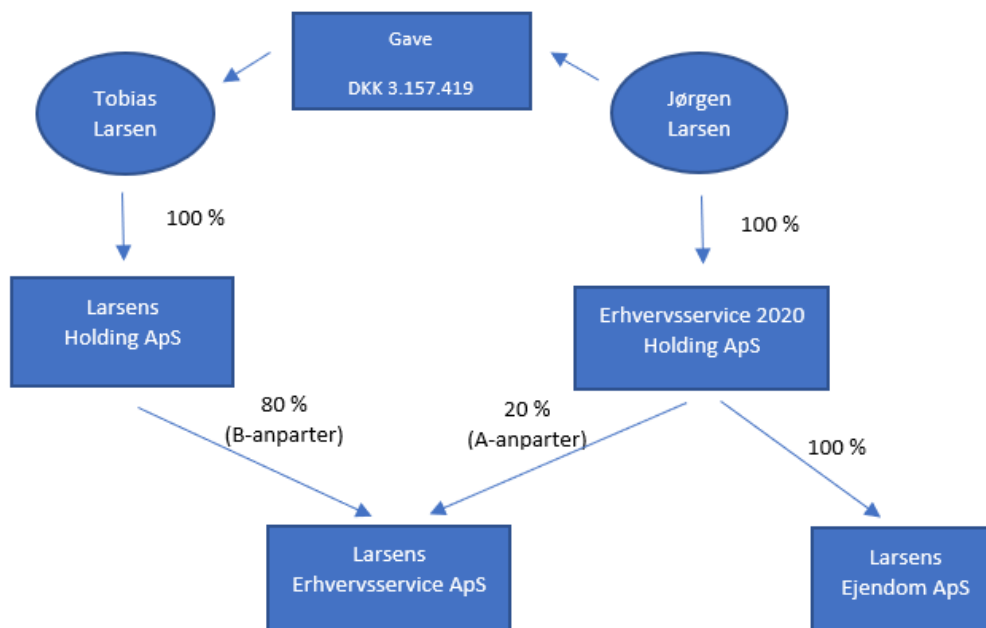 Gave
DKK 3.157.419
Tobias
Larsen
Jørgen
Larsen
100 %
100 %
Larsens
Holding ApS
Erhvervsservice 2020
Holding ApS
80 %
(B-anparter)
20 %
(A-anparter)
100 %
Larsens
Erhvervsservice ApS
Larsens
Ejendom ApS